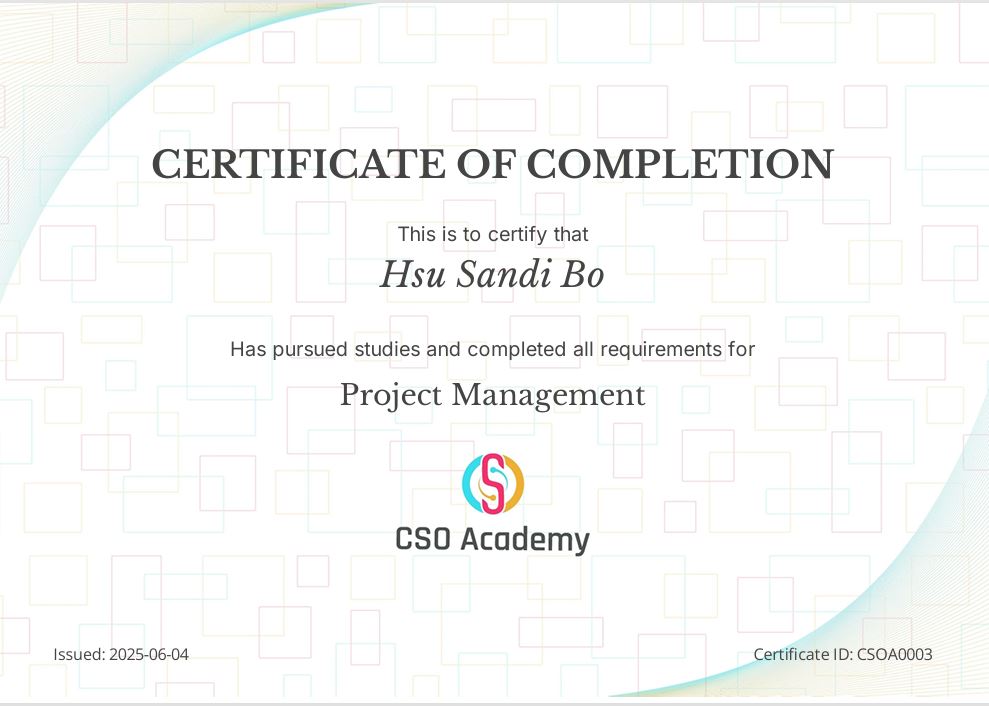 CERTIFICATE OF COMPLETION
This is to certify that
Hsu Sandi Bo
Has pursued studies and completed all requirements for
Project Management
CSO Academy
Issued: 2025-06-04
Certificate ID: CSOA0003